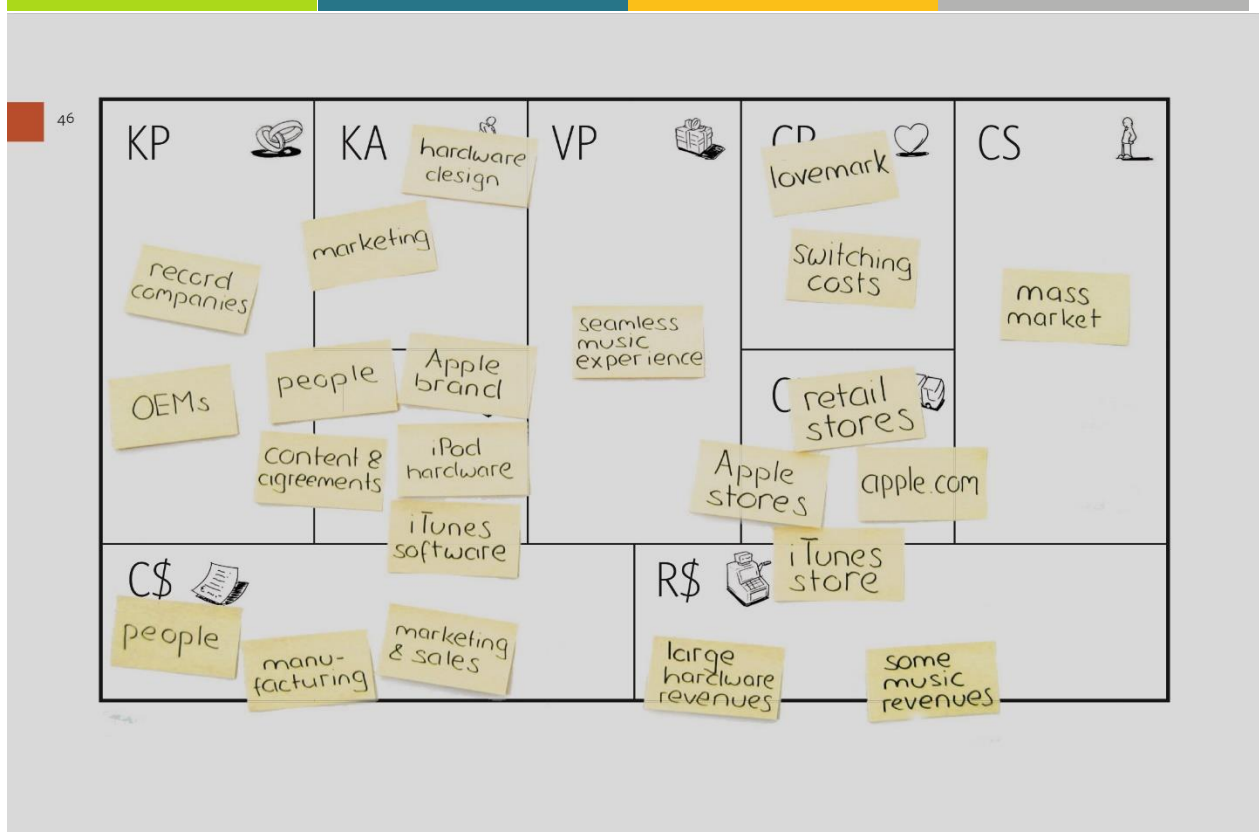 46
KP
record
companies
OEMs
KA
hardware
design
marketing
people
Apple
brand
content &
agreements
iPod
hardware
iTunes
software
VP
seamless
music
experience
lovemark
switching
costs
retail
stores
Apple
stores
apple.com
iTunes
store
CS
mass
market
C$
people
manu-
facturing
marketing
& sales
R$
large
hardware
revenues
some
music
revenues